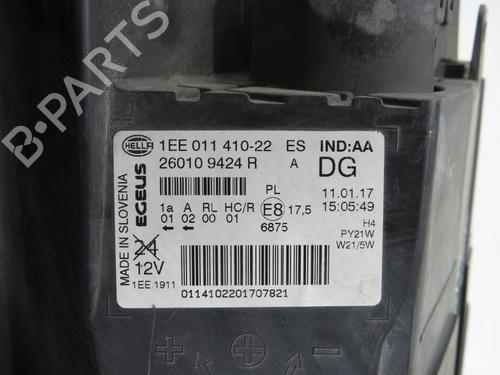 HELLA 1EE 011 410-22 ES IND:AA
26010 9424 R A DG
PL 11.01.17
1a A RL HC/R E8 17,5 15:05:49
01 02 00 01 6875 H4
PY21W
W21/5W
MADE IN SLOVENIA
EGEUS
24
12V
1EE.1911
0114102201707821
B.PARTS